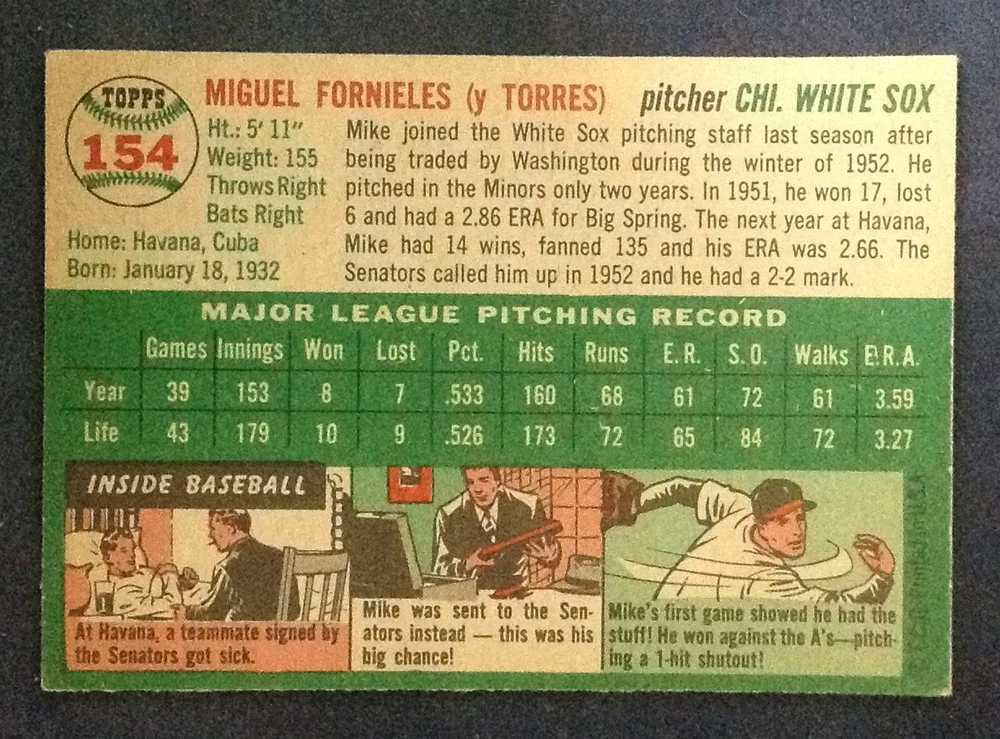 TOPPS
154
MIGUEL FORNIELES (y TORRES) pitcher CHI. WHITE SOX
Ht.: 5' 11"
Weight: 155
Throws Right
Bats Right
Home: Havana, Cuba
Born: January 18, 1932
Mike joined the White Sox pitching staff last season after
being traded by Washington during the winter of 1952. He
pitched in the Minors only two years. In 1951, he won 17, lost
6 and had a 2.86 ERA for Big Spring. The next year at Havana,
Mike had 14 wins, fanned 135 and his ERA was 2.66. The
Senators called him up in 1952 and he had a 2-2 mark.
MAJOR LEAGUE PITCHING RECORD
Games Innings Won Lost Pct. Hits Runs E.R. S.O. Walks E.R.A.
Year 39 153 8 7 .533 160 68 61 72 61 3.59
Life 43 179 10 9 .526 173 72 65 84 72 3.27
INSIDE BASEBALL
At Havana, a teammate signed by
the Senators got sick.
Mike was sent to the Sen-
ators instead — this was his
big chance!
Mike's first game showed he had the
stuff! He won against the A's—pitch-
ing a 1-hit shutout!